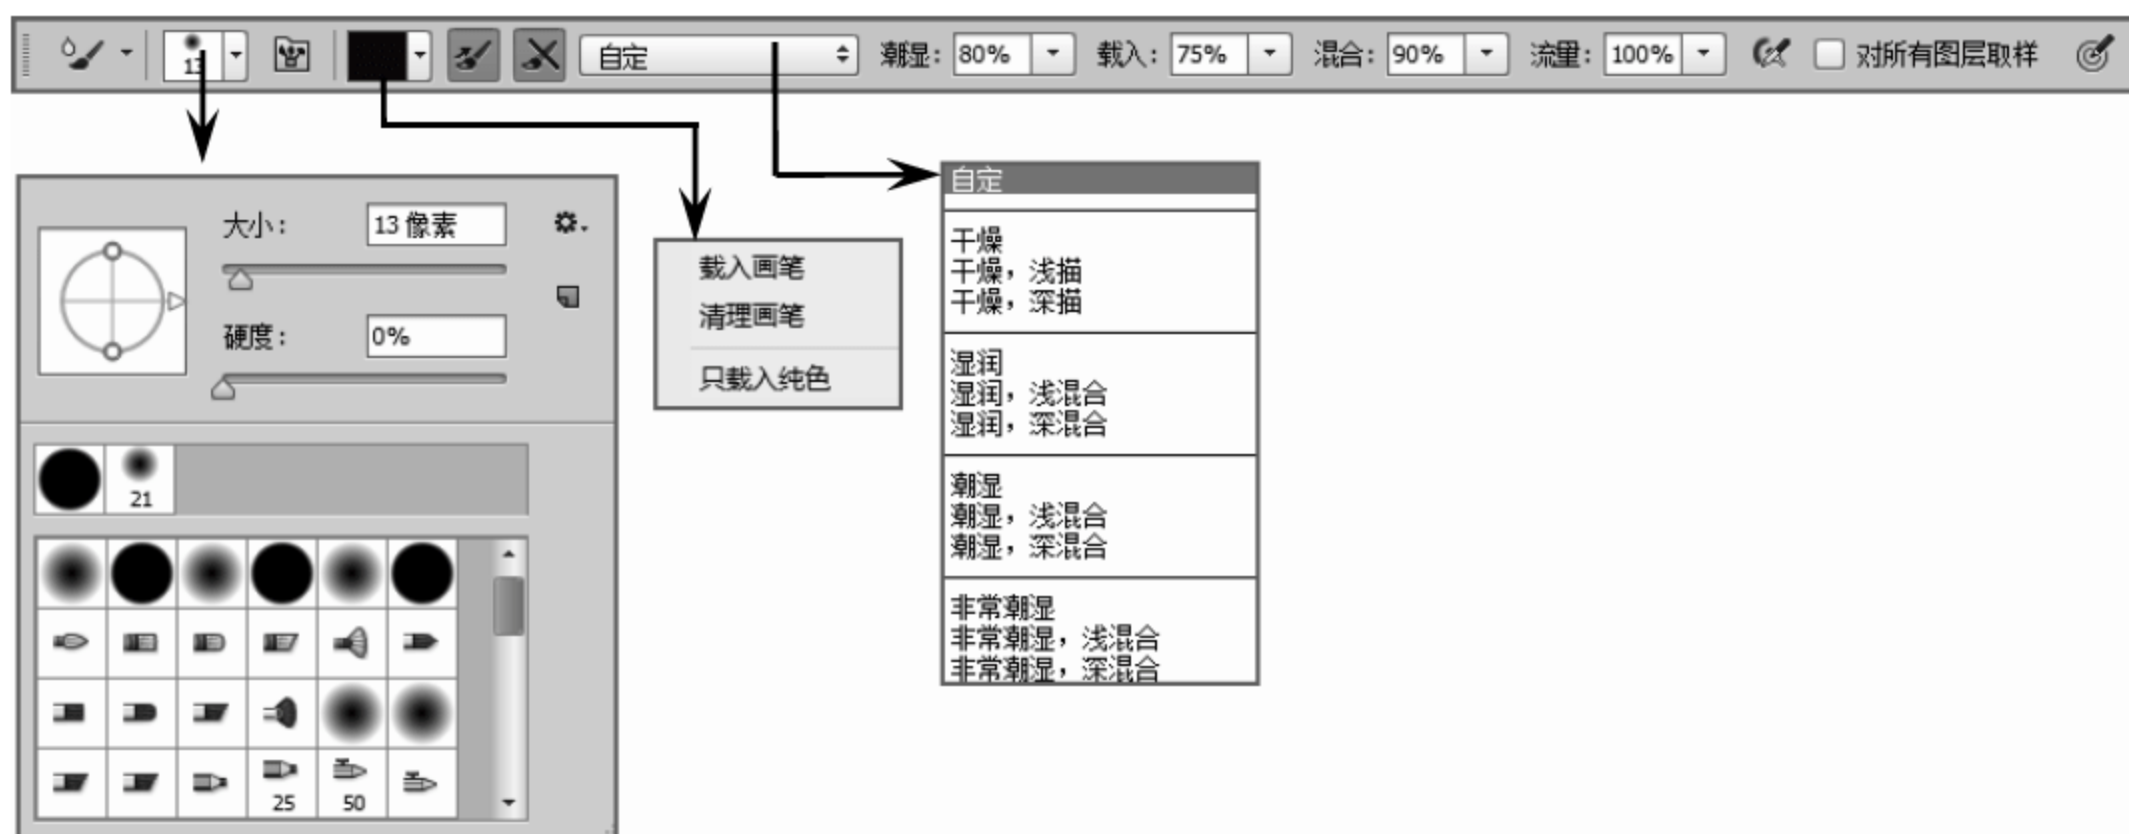 13 自定 潮湿: 80% 载入: 75% 混合: 90% 流量: 100% 对所有图层取样
大小: 13 像素
硬度: 0%
21
25 50
载入画笔
清理画笔
只载入纯色
自定
干燥
干燥，浅描
干燥，深描
湿润
湿润，浅混合
湿润，深混合
潮湿
潮湿，浅混合
潮湿，深混合
非常潮湿
非常潮湿，浅混合
非常潮湿，深混合